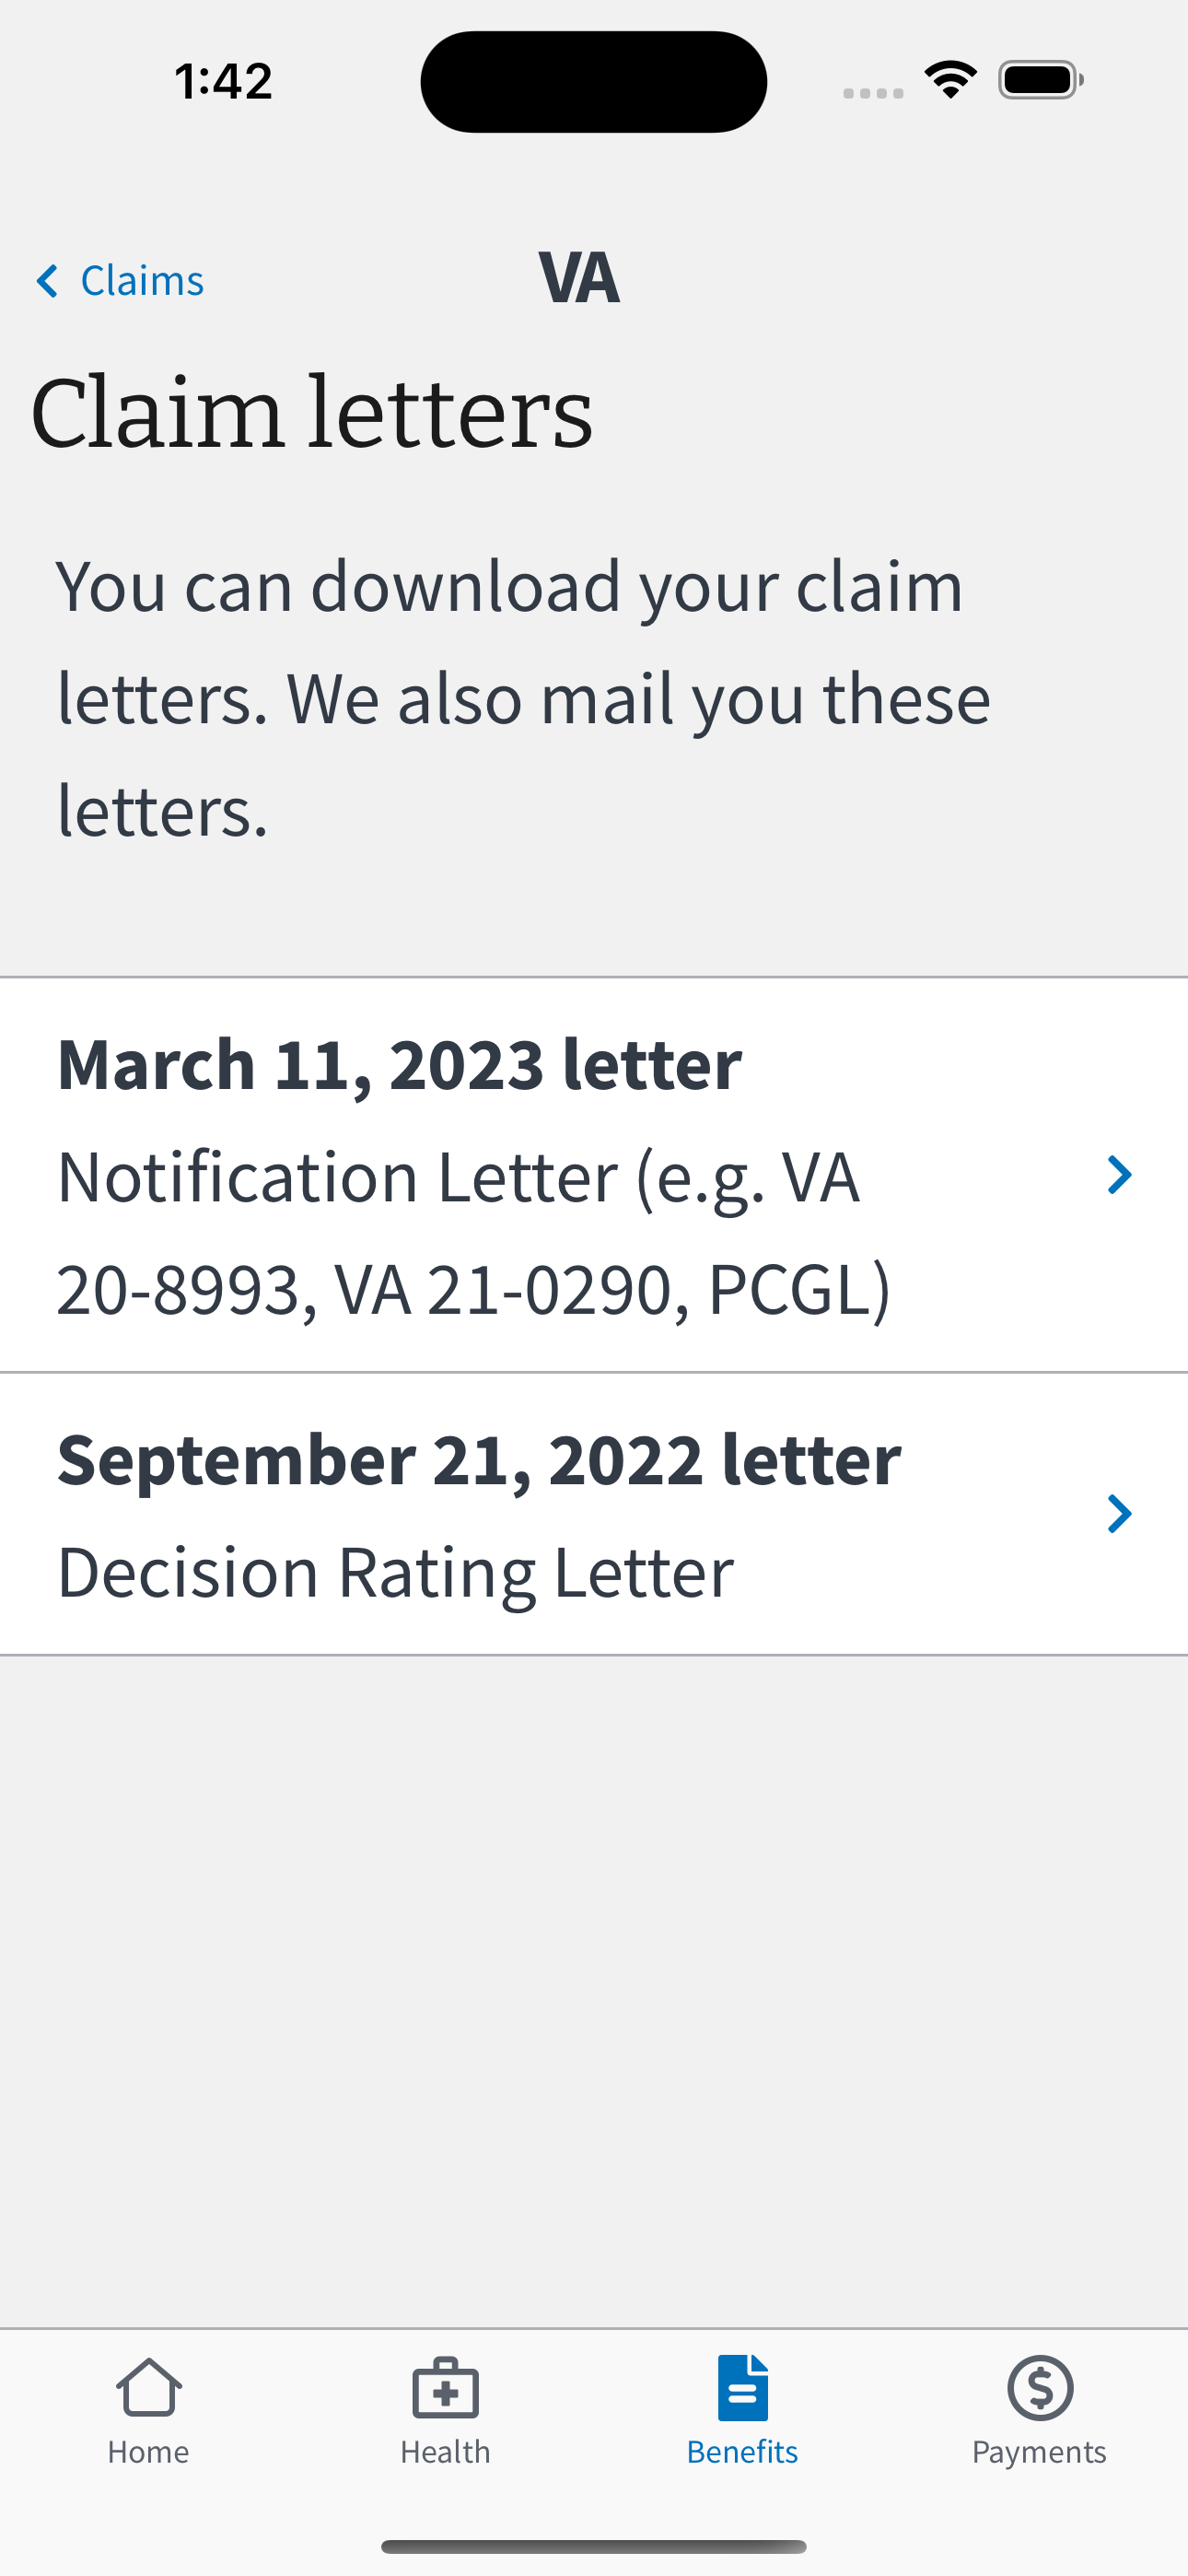 1:42
Claims
VA
Claim letters
You can download your claim
letters. We also mail you these
letters.
March 11, 2023 letter
Notification Letter (e.g. VA
20-8993, VA 21-0290, PCGL)
September 21, 2022 letter
Decision Rating Letter
Home
Health
Benefits
Payments